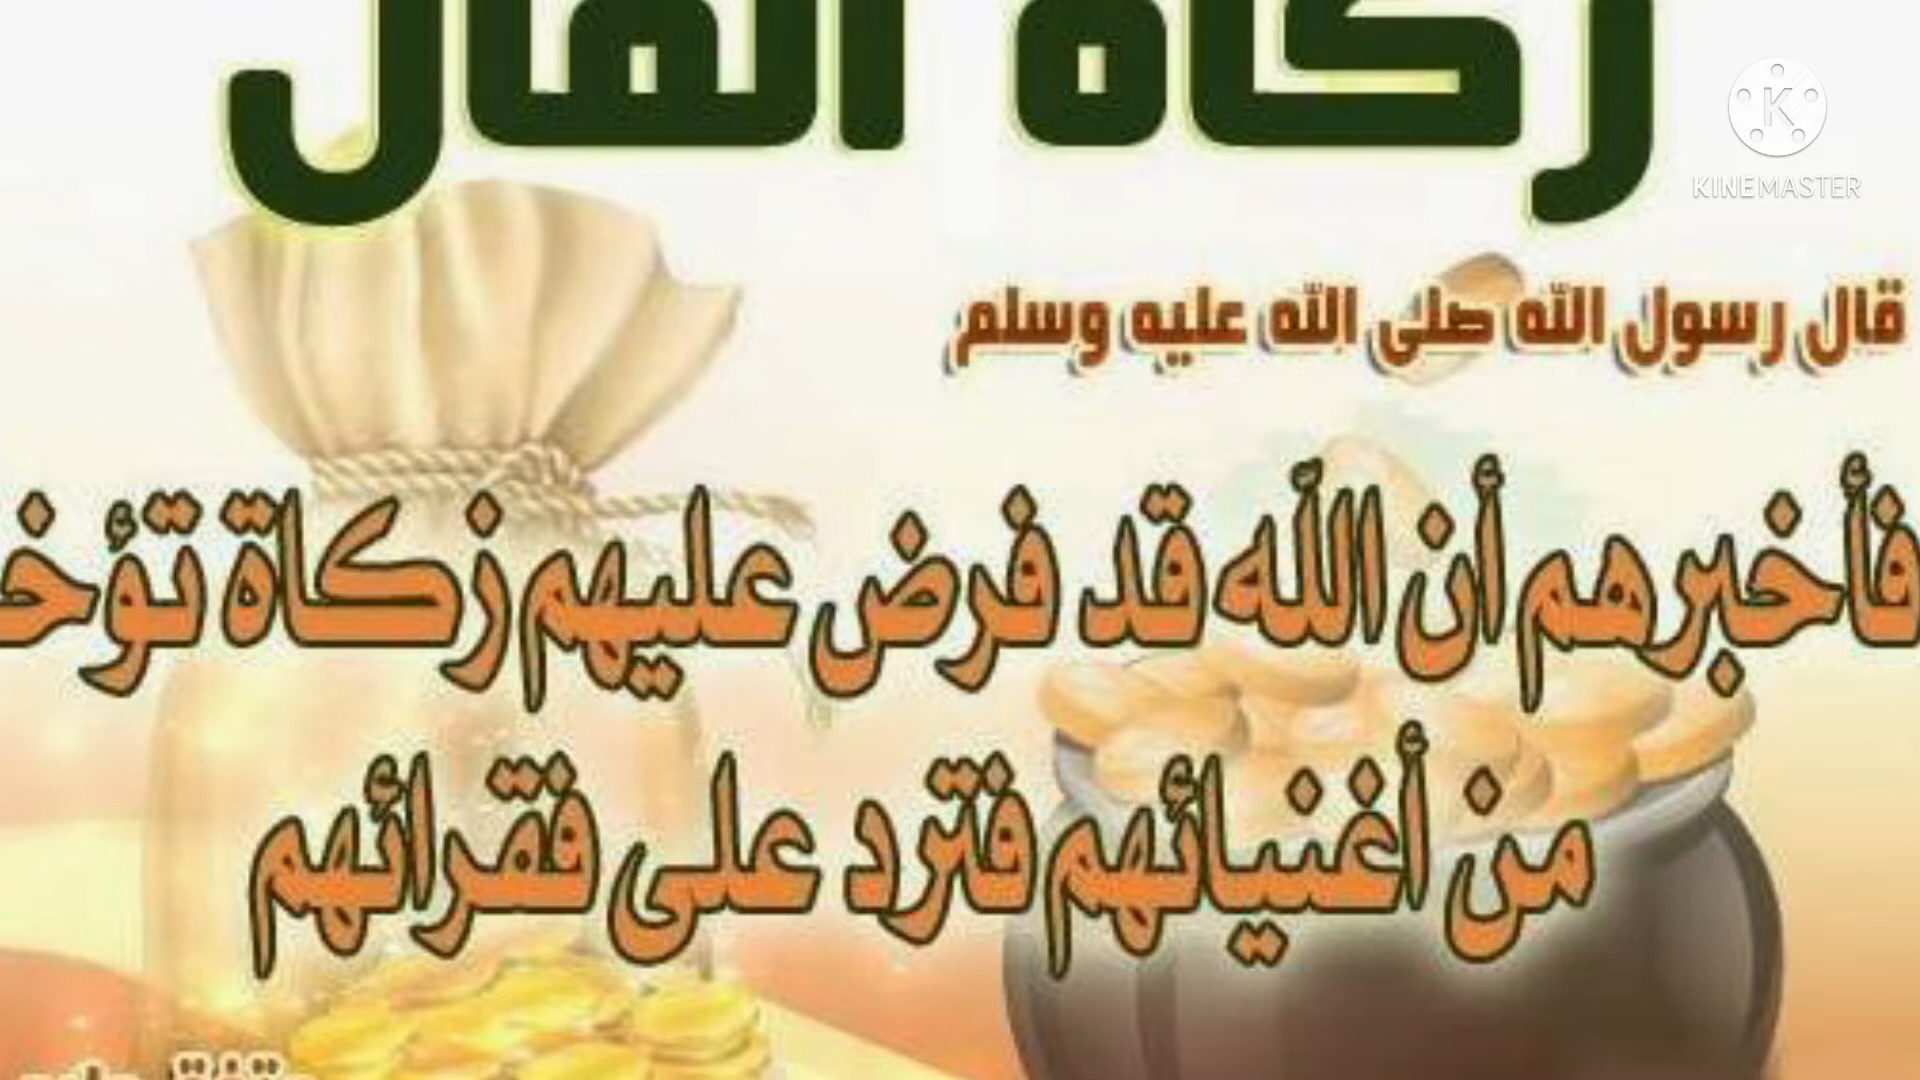 زكاة المال
KINEMASTER
قال رسول الله صلى الله عليه وسلم
فأخبرهم أن الله قد فرض عليهم زكاة تؤخ
من أغنيائهم فترد على فقرائهم